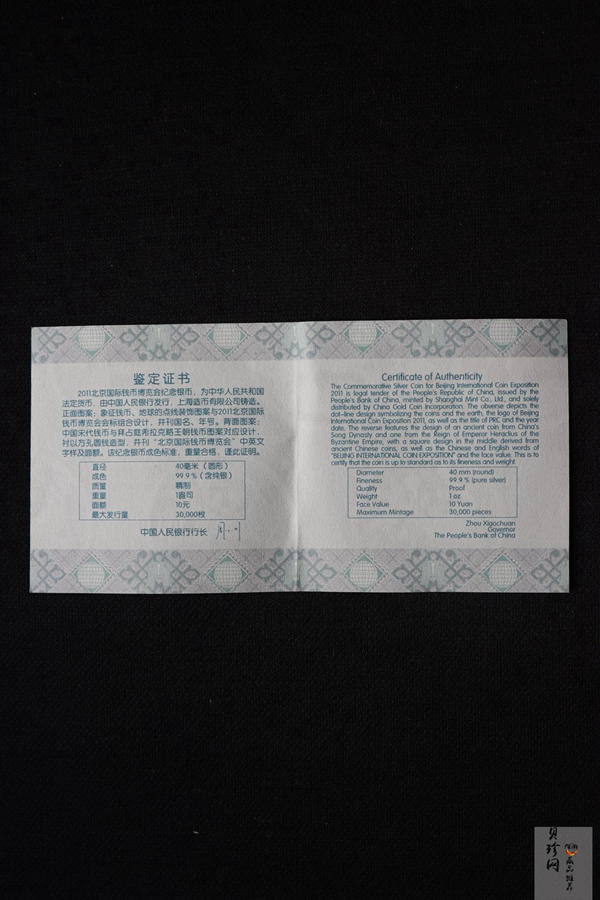 鉴定证书
2011北京国际钱币博览会纪念银币，为中华人民共和国
法定货币，由中国人民银行发行，上海造币有限公司铸造。
正面图案：象征钱币、地球的点线装饰图案与2011北京国际
钱币博览会会标组合设计，并刊国名、年号。背面图案：
中国宋代钱币与拜占庭希拉克略王朝钱币图案对应设计，
衬以方孔圆钱造型，并刊“北京国际钱币博览会”中英文
字样及面额。该纪念银币成色标准，重量合格，谨此证明。
直径 40毫米（圆形）
成色 99.9％（含纯银）
质量 精制
重量 1盎司
面额 10元
最大发行量 30,000枚
中国人民银行行长
Certificate of Authenticity
The Commemorative Silver Coin for Beijing International Coin Exposition
2011 is legal tender of the People's Republic of China, issued by the
People's Bank of China, minted by Shanghai Mint Co., Ltd., and solely
distributed by China Gold Coin Incorporation. The obverse depicts the
dot-line design symbolizing the coins and the earth, the logo of Beijing
International Coin Exposition 2011, as well as the title of PRC and the year
date. The reverse features the design of an ancient coin from China's
Song Dynasty and one from the Reign of Emperor Heraclius of the
Byzantine Empire, with a square design in the middle derived from
ancient Chinese coins, as well as the Chinese and English words of
"BEIJING INTERNATIONAL COIN EXPOSITION" and the face value. This is to
certify that the coin is up to standard as to its fineness and weight.
Diameter 40 mm (round)
Fineness 99.9 % (pure silver)
Quality Proof
Weight 1 oz
Face Value 10 Yuan
Maximum Mintage 30,000 pieces
Zhou Xiaochuan
Governor
The People's Bank of China
贝珍网
藏品推荐